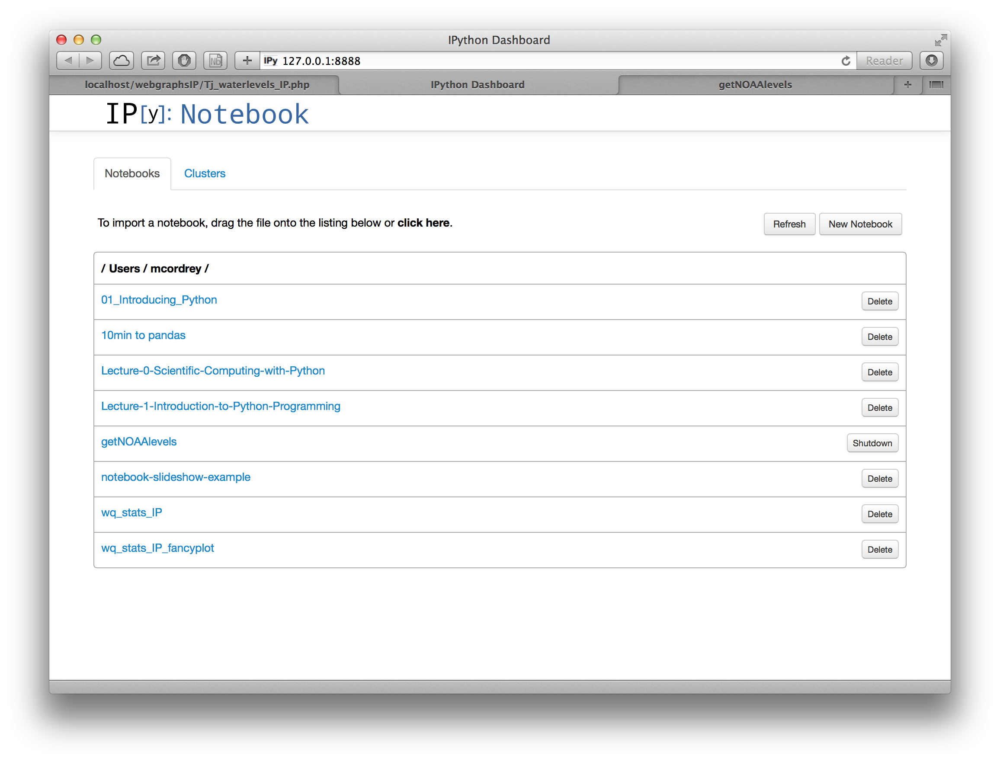 IPython Dashboard
Nb
IPy 127.0.0.1:8888
Reader
localhost/webgraphsIP/Tj_waterlevels_IP.php
IPython Dashboard
getNOAAlevels
IP[y]: Notebook
Notebooks
Clusters
To import a notebook, drag the file onto the listing below or click here.
Refresh
New Notebook
/ Users / mcordrey /
01_Introducing_Python
Delete
10min to pandas
Delete
Lecture-0-Scientific-Computing-with-Python
Delete
Lecture-1-Introduction-to-Python-Programming
Delete
getNOAAlevels
Shutdown
notebook-slideshow-example
Delete
wq_stats_IP
Delete
wq_stats_IP_fancyplot
Delete